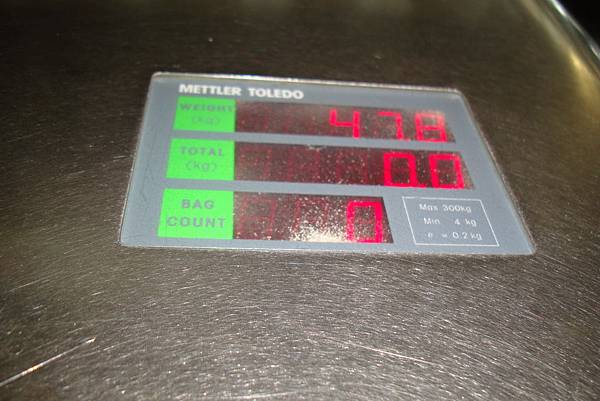 METTLER TOLEDO
WEIGHT (kg) 47.8
TOTAL (kg) 0.0
BAG COUNT 0
Max 300kg
Min 4 kg
e = 0.2 kg